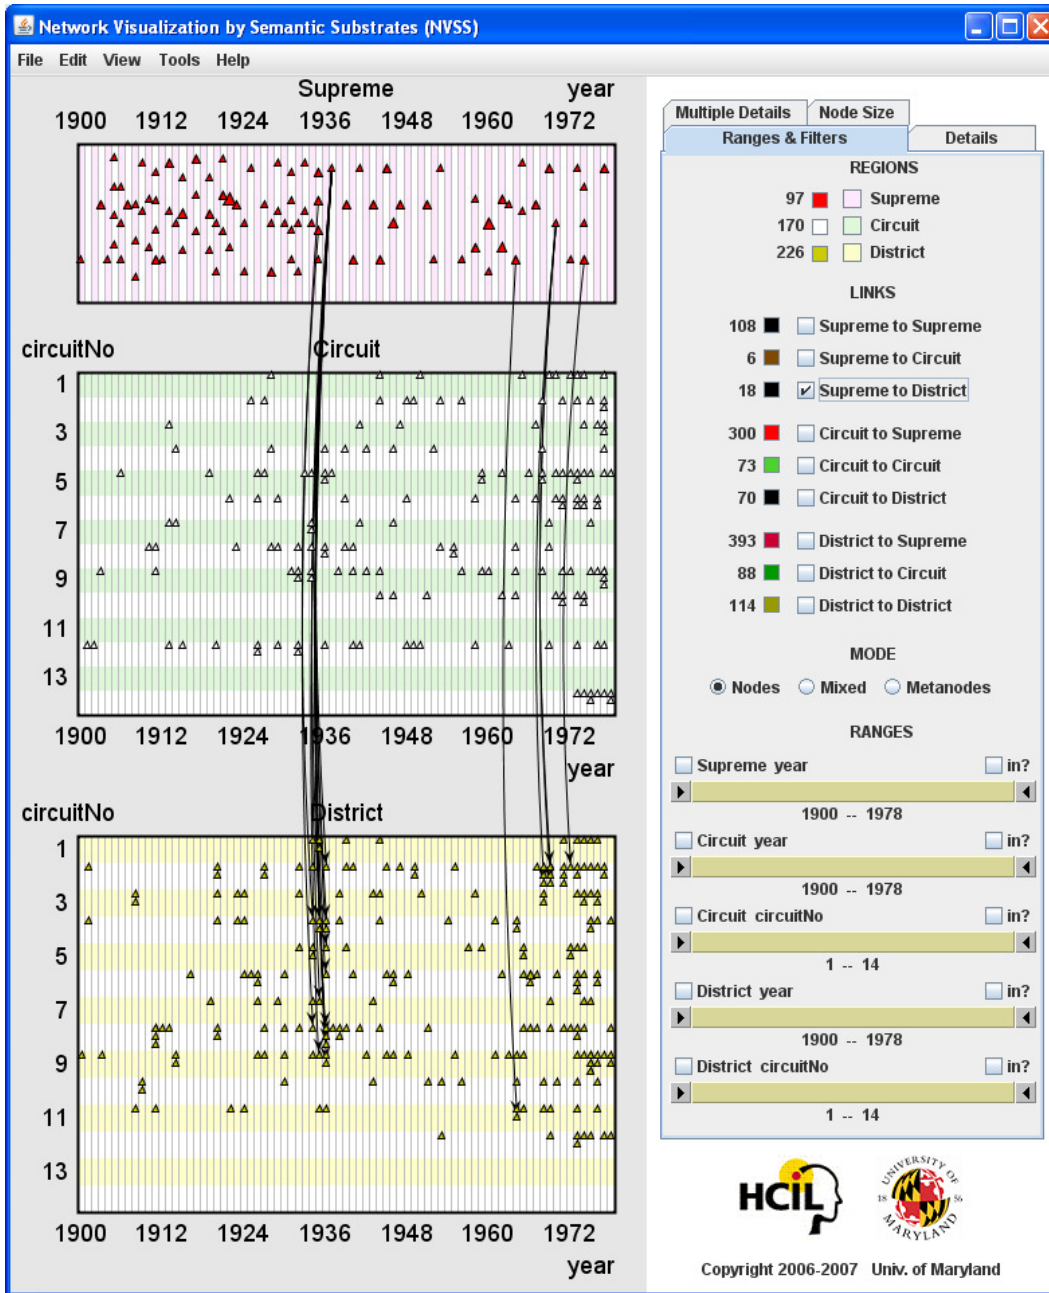 Network Visualization by Semantic Substrates (NVSS)
File Edit View Tools Help
Supreme year
1900 1912 1924 1936 1948 1960 1972
circuitNo Circuit
1
3
5
7
9
11
13
1900 1912 1924 1936 1948 1960 1972
year
circuitNo District
1
3
5
7
9
11
13
1900 1912 1924 1936 1948 1960 1972
year
Multiple Details Node Size
Ranges & Filters Details
REGIONS
97 Supreme
170 Circuit
226 District
LINKS
108 Supreme to Supreme
6 Supreme to Circuit
18 Supreme to District
300 Circuit to Supreme
73 Circuit to Circuit
70 Circuit to District
393 District to Supreme
88 District to Circuit
114 District to District
MODE
Nodes Mixed Metanodes
RANGES
Supreme year in?
1900 -- 1978
Circuit year in?
1900 -- 1978
Circuit circuitNo in?
1 -- 14
District year in?
1900 -- 1978
District circuitNo in?
1 -- 14
HCIL
UNIVERSITY OF
18 56
MARYLAND
Copyright 2006-2007 Univ. of Maryland